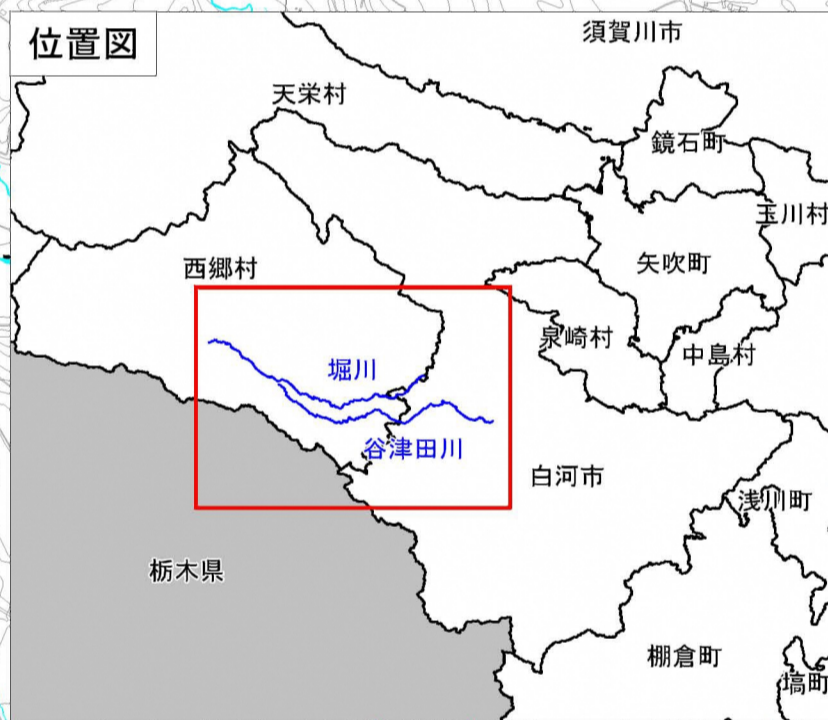 位置図
須賀川市
天栄村
鏡石町
玉川村
矢吹町
西郷村
泉崎村
中島村
堀川
谷津田川
白河市
浅川町
栃木県
棚倉町
塙町